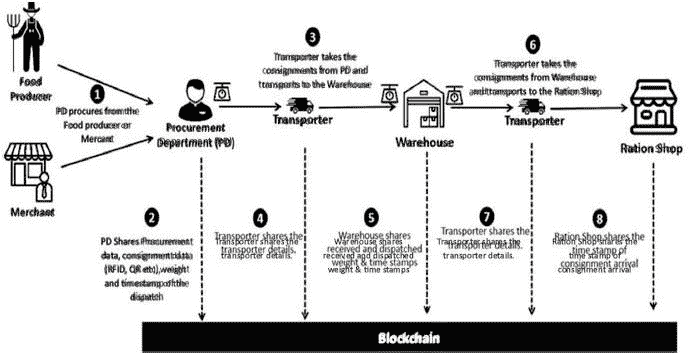 Food
Producer
1
PD procures from the
Food producer or
Mercant
Merchant
Procurement
Department (PD)
3
Transporter takes the
consignments from PD and
transports to the Warehouse
Transporter
Warehouse
6
Transporter takes the
consignments from Warehouse
and transports to the Ration Shop
Transporter
Ration Shop
2
PD Shares Procurement
data, consignment data
(RFID, QR etc), weight
and timestamp of the
dispatch
4
Transporter shares the
transporter details.
5
Warehouse shares
received and dispatched
weight & time stamps
7
Transporter shares the
transporter details.
8
Ration Shop shares the
time stamp of
consignment arrival
Blockchain